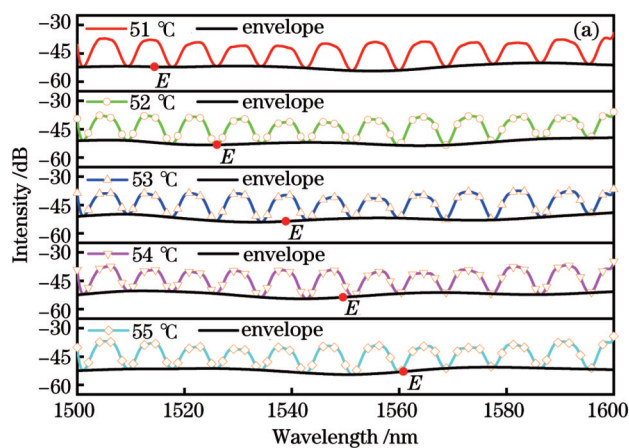 (a)
−30
51 ℃ envelope
−45
E
−60
−30
52 ℃ envelope
−45
E
−60
−30
53 ℃ envelope
−45
E
−60
−30
54 ℃ envelope
−45
E
−60
−30
55 ℃ envelope
−45
E
−60
Intensity /dB
1500 1520 1540 1560 1580 1600
Wavelength /nm